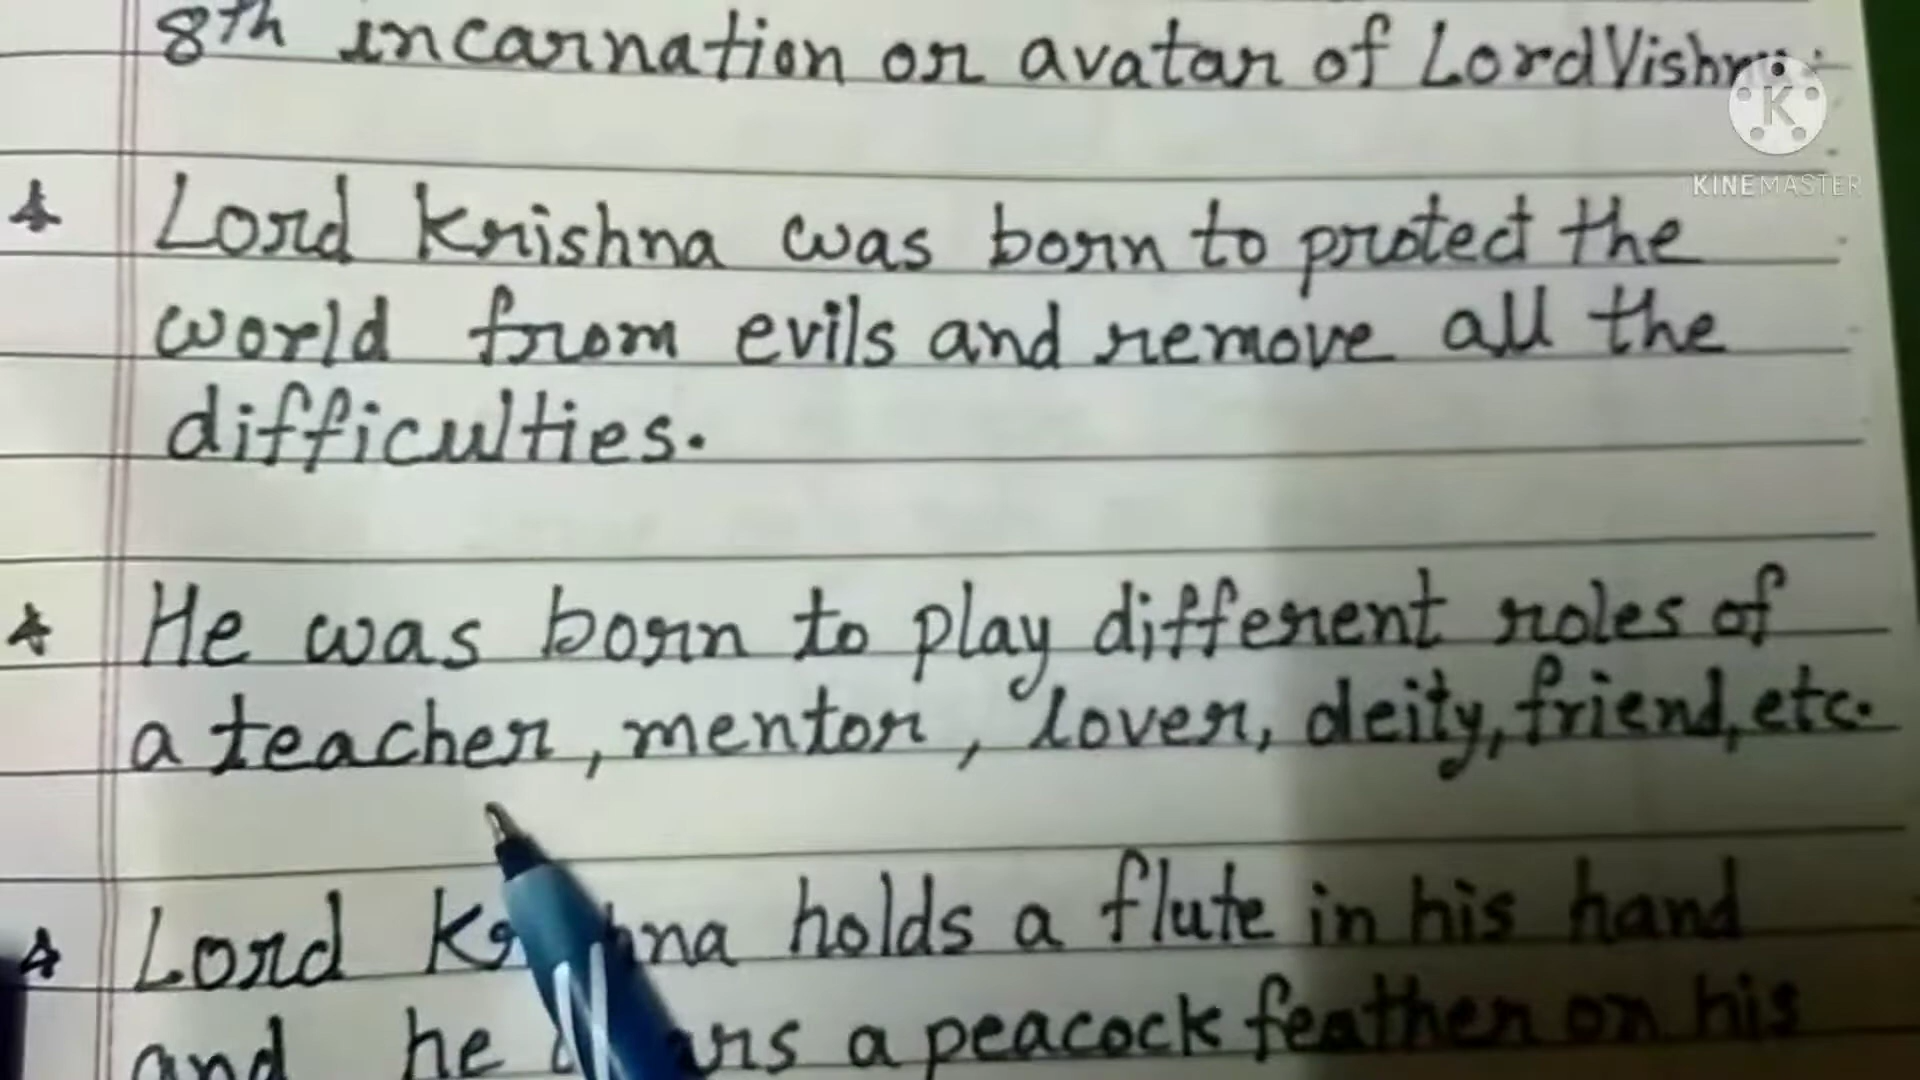 8th incarnation or avatar of Lord Vishnu:-
K
KINEMASTER
Lord Krishna was born to protect the
world from evils and remove all the
difficulties.
He was born to play different roles of
a teacher, mentor, lover, deity, friend, etc.
Lord holds a flute in his hand
and he a peacock feather on his